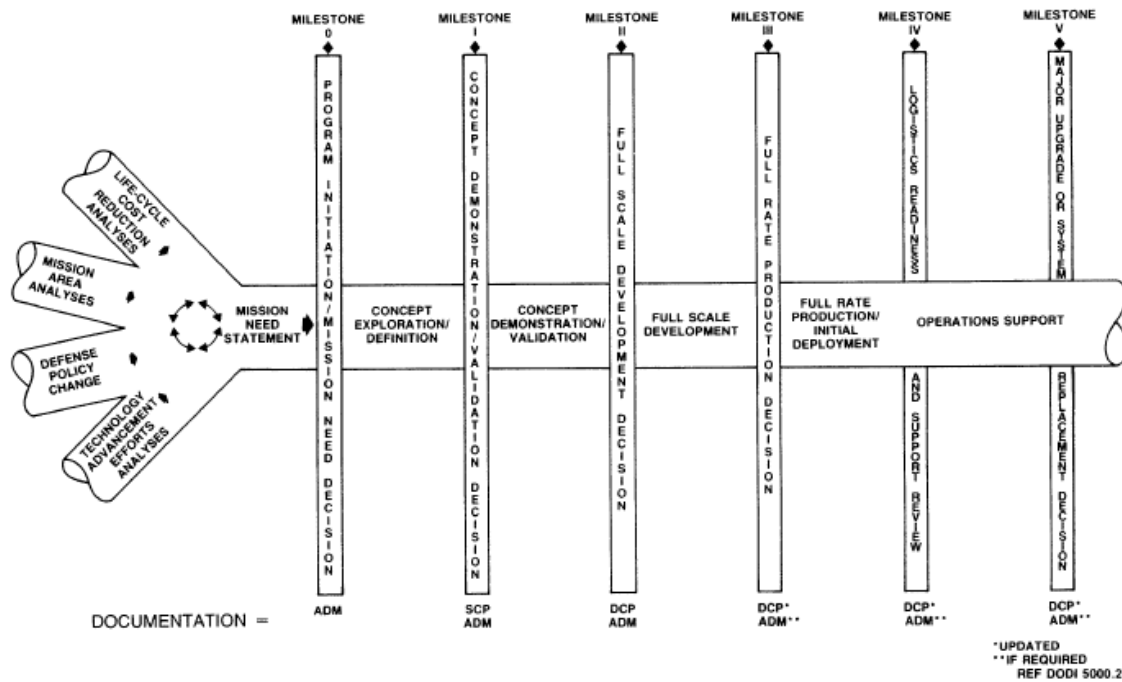 MILESTONE
0
MILESTONE
I
MILESTONE
II
MILESTONE
III
MILESTONE
IV
MILESTONE
V
PROGRAM INITIATION/MISSION NEED DECISION
CONCEPT DEMONSTRATION/VALIDATION DECISION
FULL SCALE DEVELOPMENT DECISION
FULL RATE PRODUCTION DECISION
LOGISTICS READINESS AND SUPPORT REVIEW
MAJOR UPGRADE OR SYSTEM REPLACEMENT DECISION
LIFE-CYCLE
COST
REDUCTION
ANALYSES
MISSION
AREA
ANALYSES
DEFENSE
POLICY
CHANGE
TECHNOLOGY
ADVANCEMENT
EFFORTS
ANALYSES
MISSION
NEED
STATEMENT
CONCEPT
EXPLORATION/
DEFINITION
CONCEPT
DEMONSTRATION/
VALIDATION
FULL SCALE
DEVELOPMENT
FULL RATE
PRODUCTION/
INITIAL
DEPLOYMENT
OPERATIONS SUPPORT
DOCUMENTATION =
ADM
SCP
ADM
DCP
ADM
DCP*
ADM**
DCP*
ADM**
DCP*
ADM**
*UPDATED
**IF REQUIRED
REF DODI 5000.2